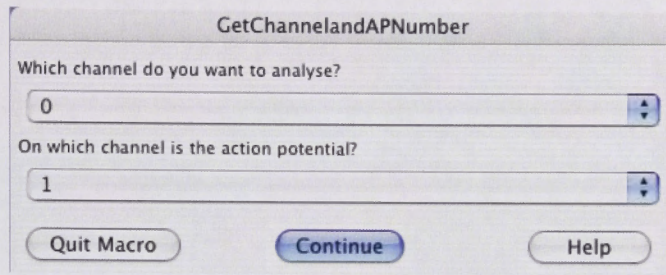 GetChannelandAPNumber
Which channel do you want to analyse?
0
On which channel is the action potential?
1
Quit Macro Continue Help